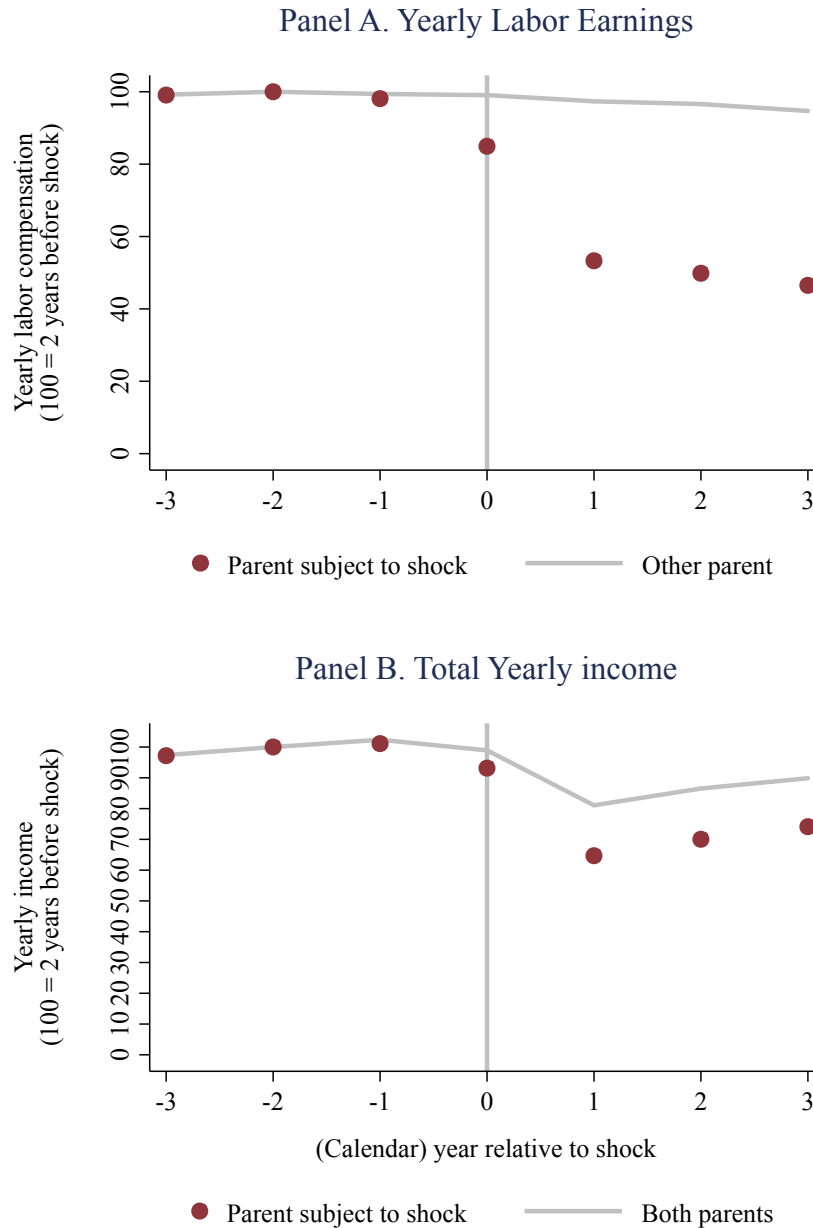 Panel A. Yearly Labor Earnings
Yearly labor compensation
(100 = 2 years before shock)
100
80
60
40
20
0
-3 -2 -1 0 1 2 3
Parent subject to shock Other parent
Panel B. Total Yearly income
Yearly income
(100 = 2 years before shock)
100
90
80
70
60
50
40
30
20
10
0
-3 -2 -1 0 1 2 3
(Calendar) year relative to shock
Parent subject to shock Both parents